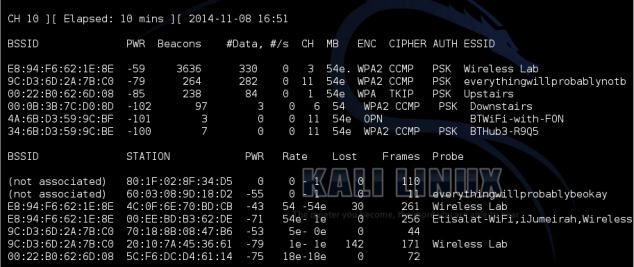 CH 10 ][ Elapsed: 10 mins ][ 2014-11-08 16:51
BSSID PWR Beacons #Data, #/s CH MB ENC CIPHER AUTH ESSID
E8:94:F6:62:1E:8E -59 3636 330 0 3 54e. WPA2 CCMP PSK Wireless Lab
9C:D3:6D:2A:7B:C0 -79 264 282 0 11 54e WPA2 CCMP PSK everythingwillprobablynotb
00:22:B0:62:6D:08 -85 238 84 0 1 54e WPA TKIP PSK Upstairs
00:0B:3B:7C:D0:8D -102 97 3 0 6 54 WPA2 CCMP PSK Downstairs
4A:6B:D3:59:9C:BF -101 3 0 0 11 54e OPN BTWiFi-with-FON
34:6B:D3:59:9C:BE -100 7 0 0 11 54e WPA2 CCMP PSK BTHub3-R9Q5
BSSID STATION PWR Rate Lost Frames Probe
(not associated) 80:1F:02:8F:34:D5 0 0 - 1 0 110
(not associated) 60:03:08:9D:18:D2 -55 0 - 1 0 11 everythingwillprobablybeokay
E8:94:F6:62:1E:8E 4C:0F:6E:70:BD:CB -43 54 -54e 30 261 Wireless Lab
E8:94:F6:62:1E:8E 00:EE:BD:B3:62:DE -71 54e- 1e 0 256 Etisalat-WiFi,iJumeirah,Wireless
9C:D3:6D:2A:7B:C0 70:18:8B:08:47:B6 -53 5e- 0e 0 44
9C:D3:6D:2A:7B:C0 20:10:7A:45:36:61 -79 1e- 1e 142 171 Wireless Lab
00:22:B0:62:6D:08 5C:F6:DC:D4:61:14 -75 18e-18e 0 72
KALI LINUX